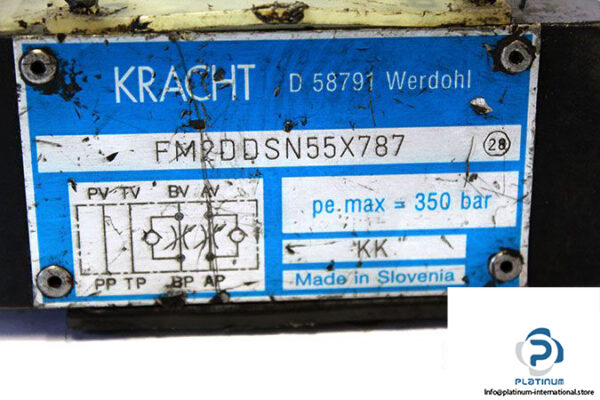 KRACHT D 58791 Werdohl
FM2DDSN55X787 28
PV TV BV AV
PP TP BP AP
pe.max = 350 bar
KK
Made in Slovenia
PLATINUM
Info@platinum-international.store